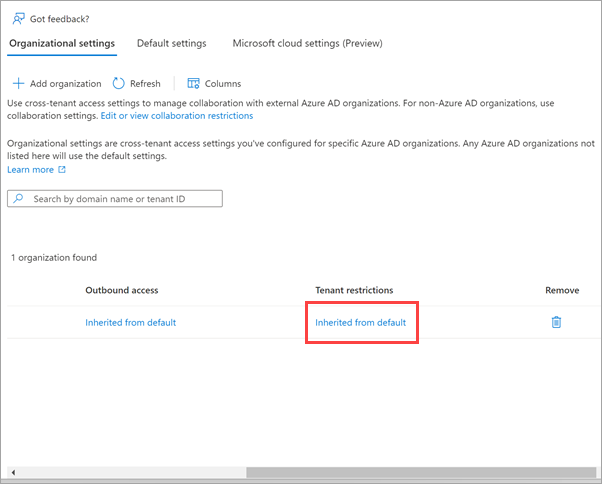 Got feedback?
Organizational settings Default settings Microsoft cloud settings (Preview)
Add organization Refresh Columns
Use cross-tenant access settings to manage collaboration with external Azure AD organizations. For non-Azure AD organizations, use
collaboration settings. Edit or view collaboration restrictions
Organizational settings are cross-tenant access settings you've configured for specific Azure AD organizations. Any Azure AD organizations not
listed here will use the default settings.
Learn more
Search by domain name or tenant ID
1 organization found
Outbound access Tenant restrictions Remove
Inherited from default Inherited from default